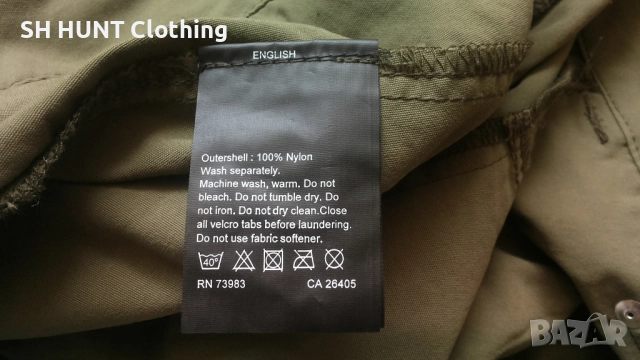 SH HUNT Clothing
ENGLISH
Outershell : 100% Nylon
Wash separately.
Machine wash, warm. Do not
bleach. Do not tumble dry. Do
not iron. Do not dry clean.Close
all velcro tabs before laundering.
Do not use fabric softener.
40°
RN 73983 CA 26405
BAZAR